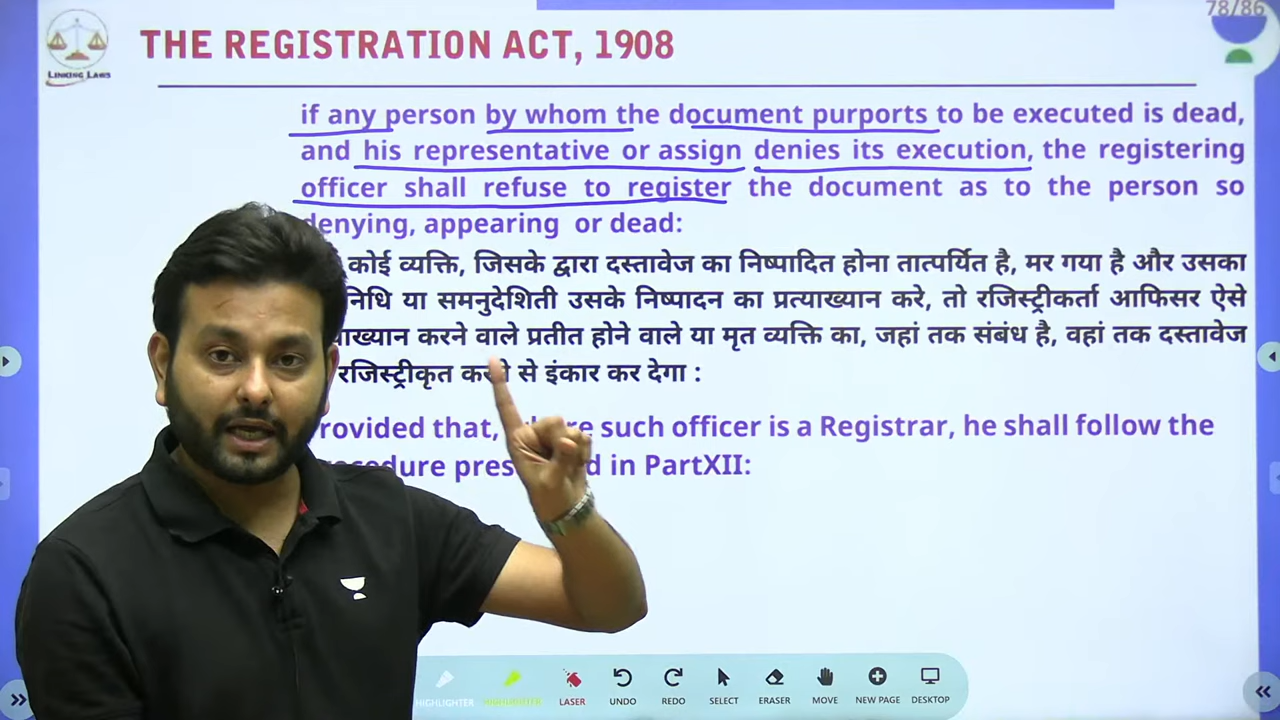 78/86
THE REGISTRATION ACT, 1908
LINKING LAWS
if any person by whom the document purports to be executed is dead,
and his representative or assign denies its execution, the registering
officer shall refuse to register the document as to the person so
denying, appearing or dead:
कोई व्यक्ति, जिसके द्वारा दस्तावेज का निष्पादित होना तात्पर्यित है, मर गया है और उसका
या समनुदेशिती उसके निष्पादन का प्रत्याख्यान करे, तो रजिस्ट्रीकर्ता आफिसर ऐसे
करने वाले प्रतीत होने वाले या मृत व्यक्ति का, जहां तक संबंध है, वहां तक दस्तावेज
रजिस्ट्रीकृत से इंकार कर देगा :
that, such officer is a Registrar, he shall follow the
in PartXII:
HIGHLIGHTER HIGHLIGHTER LASER UNDO REDO SELECT ERASER MOVE NEW PAGE DESKTOP